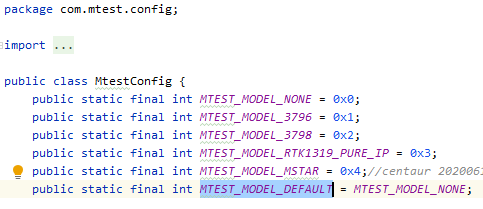 package com.mtest.config;
import ...
public class MtestConfig {
public static final int MTEST_MODEL_NONE = 0x0;
public static final int MTEST_MODEL_3796 = 0x1;
public static final int MTEST_MODEL_3798 = 0x2;
public static final int MTEST_MODEL_RTK1319_PURE_IP = 0x3;
public static final int MTEST_MODEL_MSTAR = 0x4;//centaur 202061
public static final int MTEST_MODEL_DEFAULT = MTEST_MODEL_NONE;